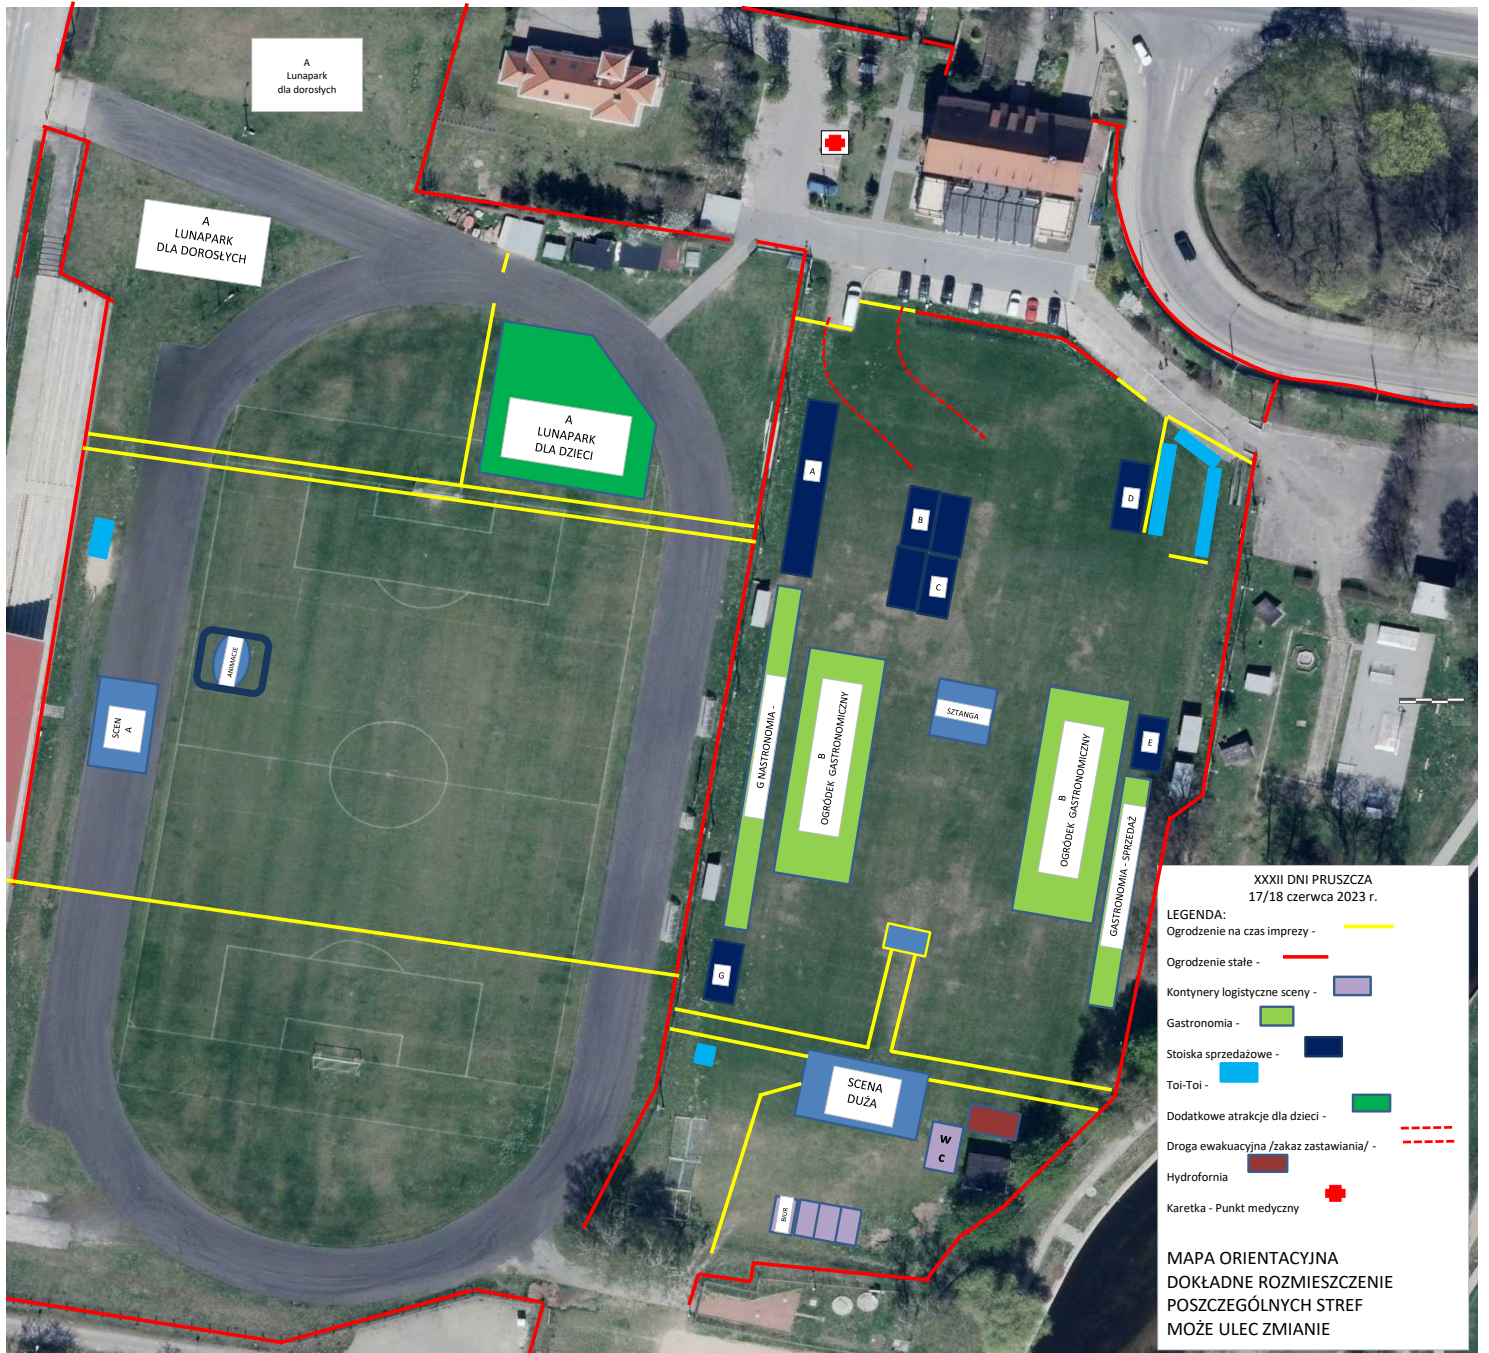 A
Lunapark
dla dorosłych
A
LUNAPARK
DLA DOROSŁYCH
A
LUNAPARK
DLA DZIECI
A
B
C
D
ANIMACJE
SCEN
A
G NASTRONOMIA -
B
OGRÓDEK GASTRONOMICZNY
SZTANGA
B
OGRÓDEK GASTRONOMICZNY
E
GASTRONOMIA - SPRZEDAŻ
G
SCENA
DUŻA
W
C
BIUR
XXXII DNI PRUSZCZA
17/18 czerwca 2023 r.
LEGENDA:
Ogrodzenie na czas imprezy -
Ogrodzenie stałe -
Kontynery logistyczne sceny -
Gastronomia -
Stoiska sprzedażowe -
Toi-Toi -
Dodatkowe atrakcje dla dzieci -
Droga ewakuacyjna /zakaz zastawiania/ -
Hydrofornia
Karetka - Punkt medyczny
MAPA ORIENTACYJNA
DOKŁADNE ROZMIESZCZENIE
POSZCZEGÓLNYCH STREF
MOŻE ULEC ZMIANIE